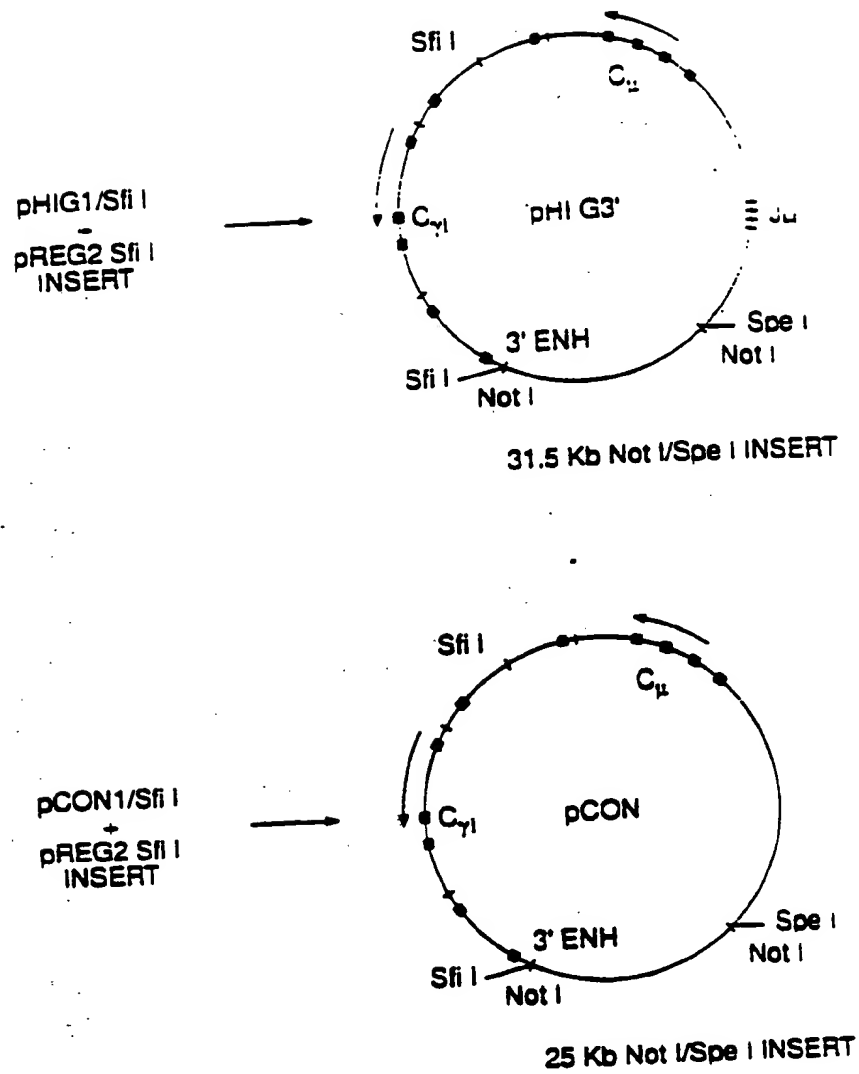 Sfi I
Cμ
pHIG1/Sfi I
pREG2 Sfi I
INSERT
Cγ1
pHIG3'
3' ENH
Spe I
Not I
Sfi I
Not I
31.5 Kb Not I/Spe I INSERT
Sfi I
Cμ
pCON1/Sfi I
+
pREG2 Sfi I
INSERT
Cγ1
pCON
3' ENH
Spe I
Not I
Sfi I
Not I
25 Kb Not I/Spe I INSERT